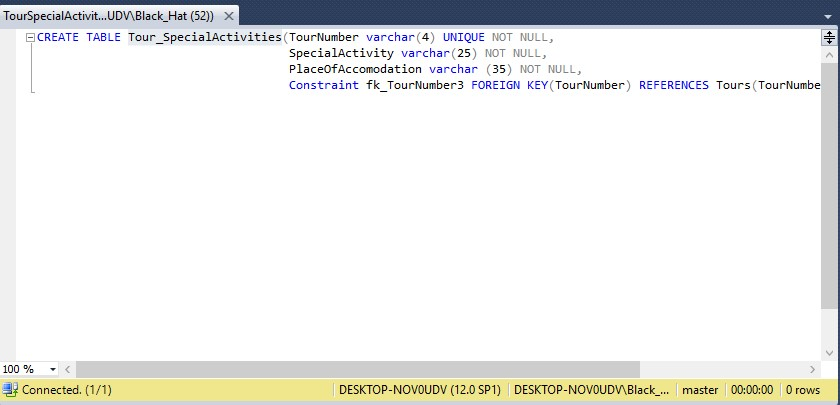 TourSpecialActivit...UDV\Black_Hat (52))
CREATE TABLE Tour_SpecialActivities(TourNumber varchar(4) UNIQUE NOT NULL,
SpecialActivity varchar(25) NOT NULL,
PlaceOfAccomodation varchar (35) NOT NULL,
Constraint fk_TourNumber3 FOREIGN KEY(TourNumber) REFERENCES Tours(TourNumbe
100 %
Connected. (1/1) DESKTOP-NOV0UDV (12.0 SP1) DESKTOP-NOV0UDV\Black_... master 00:00:00 0 rows